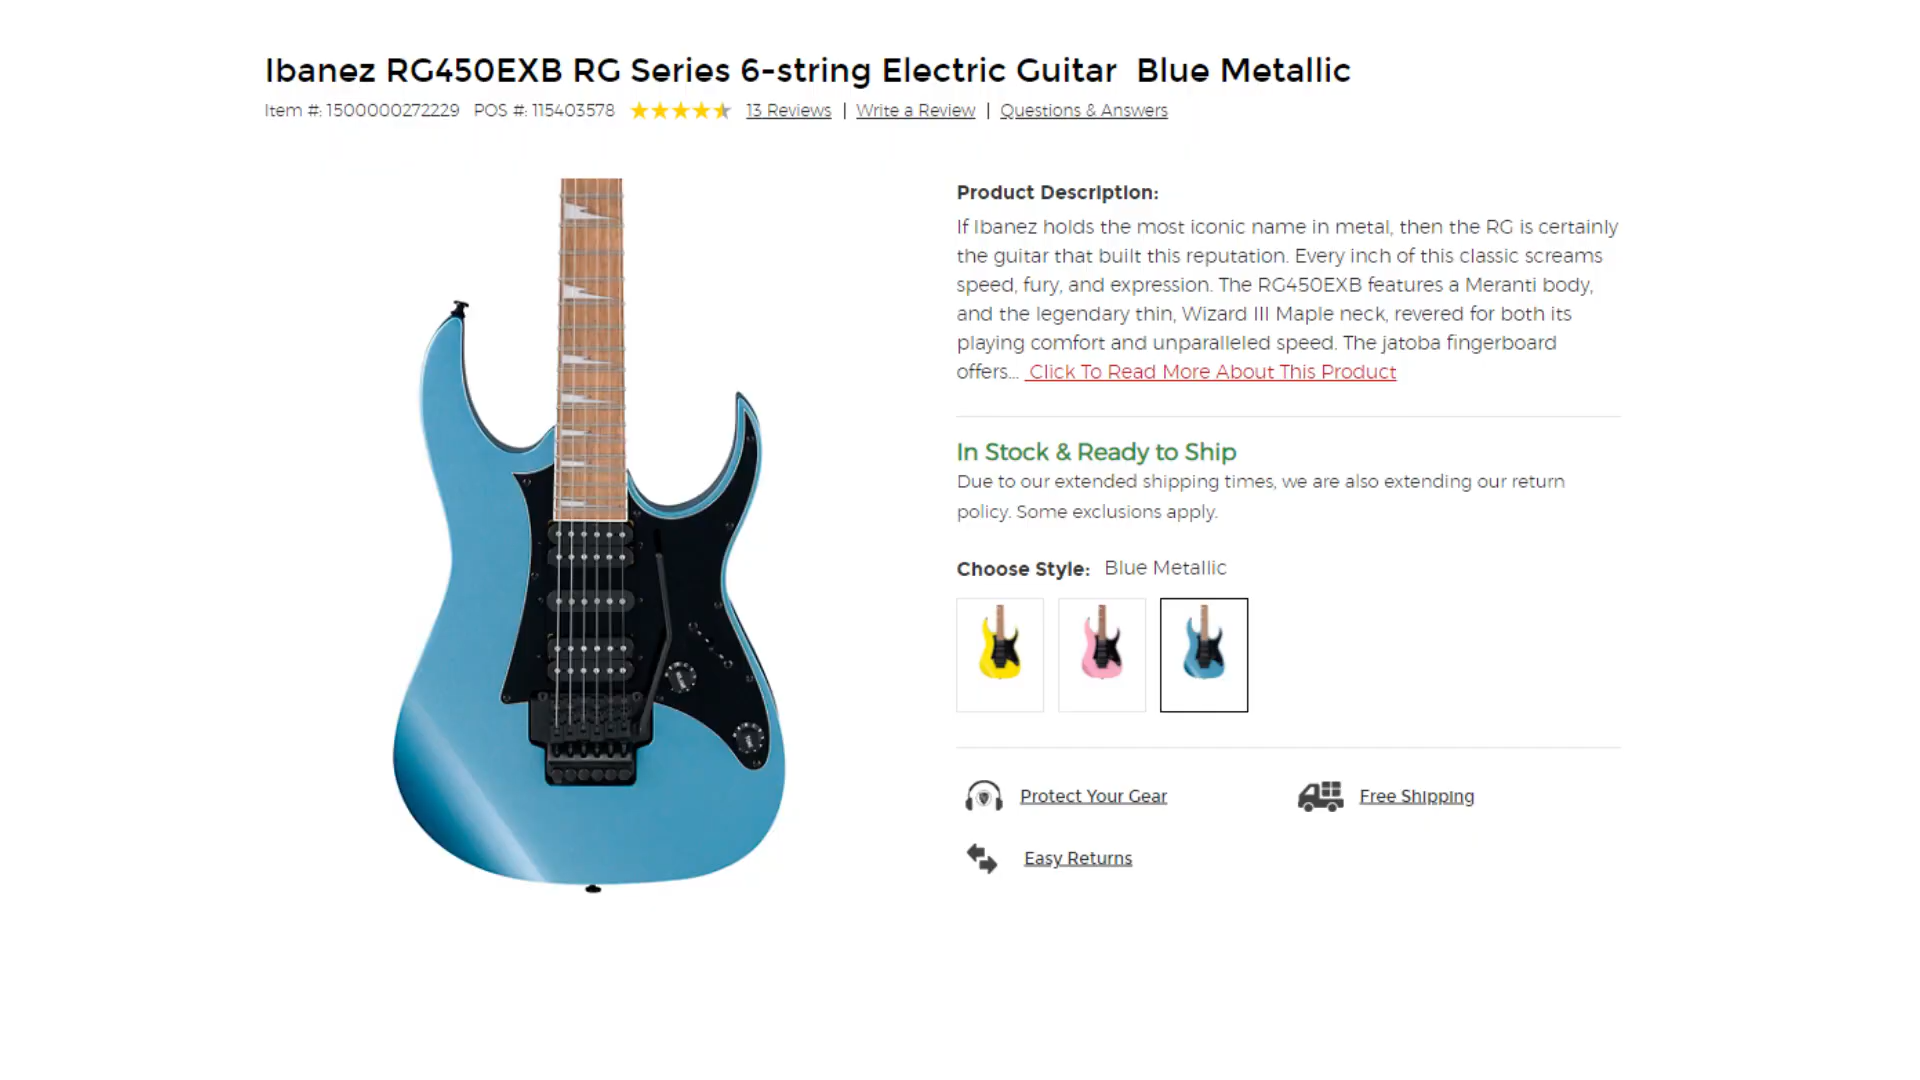 Ibanez RG450EXB RG Series 6-string Electric Guitar Blue Metallic
Item #: 1500000272229 POS #: 115403578 13 Reviews | Write a Review | Questions & Answers
Product Description:
If Ibanez holds the most iconic name in metal, then the RG is certainly
the guitar that built this reputation. Every inch of this classic screams
speed, fury, and expression. The RG450EXB features a Meranti body,
and the legendary thin, Wizard III Maple neck, revered for both its
playing comfort and unparalleled speed. The jatoba fingerboard
offers... Click To Read More About This Product
In Stock & Ready to Ship
Due to our extended shipping times, we are also extending our return
policy. Some exclusions apply.
Choose Style: Blue Metallic
Protect Your Gear
Free Shipping
Easy Returns